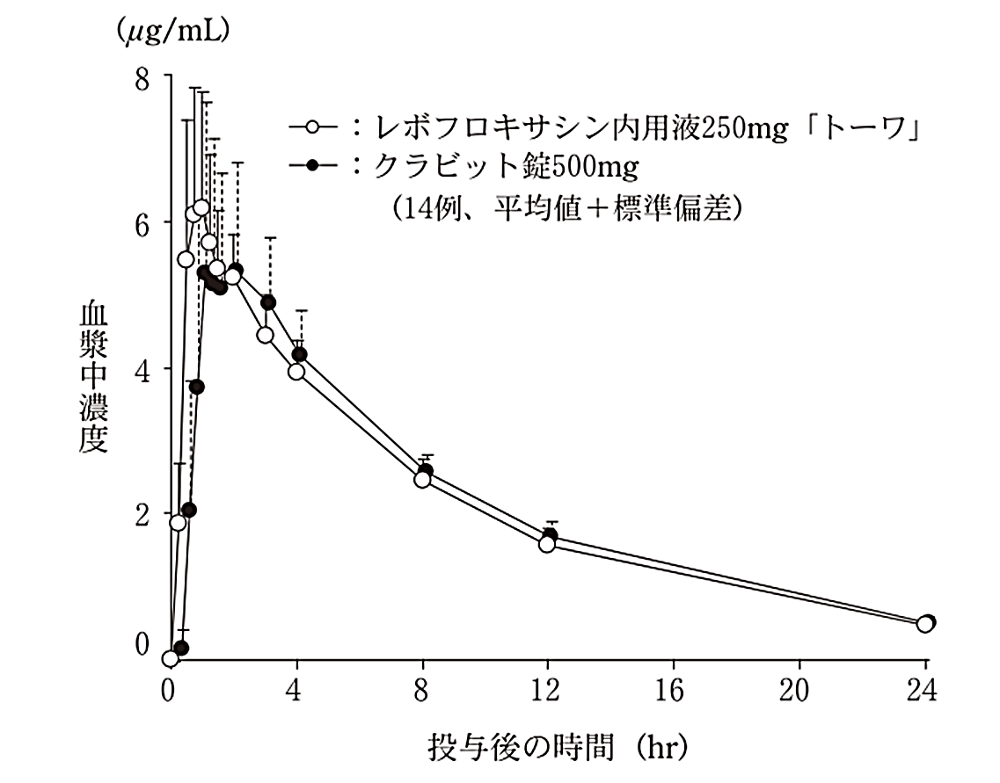 (μg/mL)
8
6
4
2
0
：レボフロキサシン内用液250mg「トーワ」
：クラビット錠500mg
(14例、平均値＋標準偏差)
血漿中濃度
0 4 8 12 16 20 24
投与後の時間 (hr)